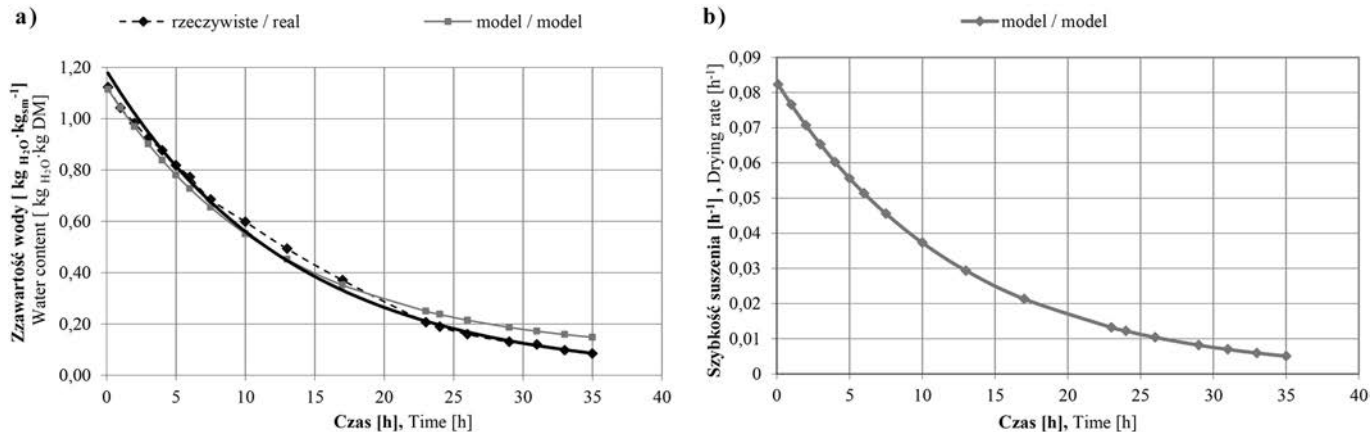 a)
rzeczywiste / real
model / model
Zzawartość wody [ kg H₂O·kgsm⁻¹]
Water content [ kg H₂O·kg DM]
1,20
1,00
0,80
0,60
0,40
0,20
0,00
0 5 10 15 20 25 30 35 40
Czas [h], Time [h]
b)
model / model
Szybkość suszenia [h⁻¹] , Drying rate [h⁻¹]
0,09
0,08
0,07
0,06
0,05
0,04
0,03
0,02
0,01
0
0 5 10 15 20 25 30 35 40
Czas [h], Time [h]